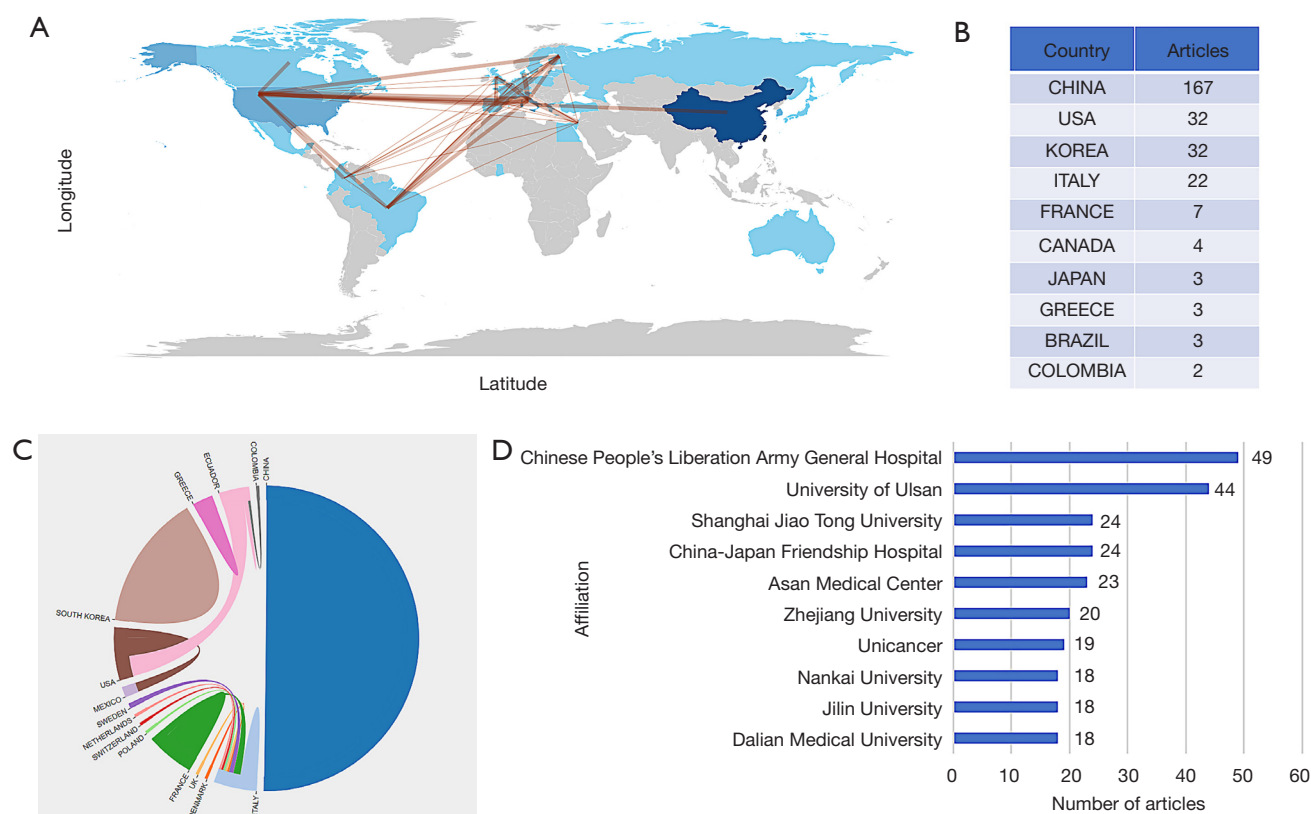 A
Longitude
Latitude
B
Country Articles
CHINA 167
USA 32
KOREA 32
ITALY 22
FRANCE 7
CANADA 4
JAPAN 3
GREECE 3
BRAZIL 3
COLOMBIA 2
C
CHINA
COLOMBIA
ECUADOR
GREECE
SOUTH KOREA
USA
MEXICO
SWEDEN
NETHERLANDS
SWITZERLAND
POLAND
FRANCE
UK
DENMARK
ITALY
D
Affiliation
Chinese People's Liberation Army General Hospital 49
University of Ulsan 44
Shanghai Jiao Tong University 24
China-Japan Friendship Hospital 24
Asan Medical Center 23
Zhejiang University 20
Unicancer 19
Nankai University 18
Jilin University 18
Dalian Medical University 18
0 10 20 30 40 50 60
Number of articles